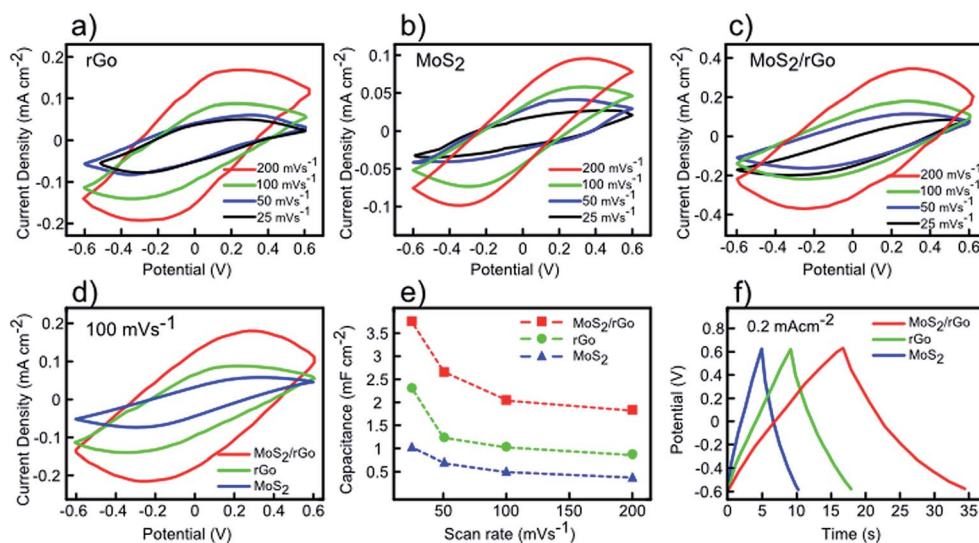 a)
rGo
Current Density (mA cm-2)
0.2
0.1
0
-0.1
-0.2
200 mVs-1
100 mVs-1
50 mVs-1
25 mVs-1
-0.6 -0.4 -0.2 0 0.2 0.4 0.6
Potential (V)
b)
MoS2
Current Density (mA cm-2)
0.1
0.05
0
-0.05
-0.1
200 mVs-1
100 mVs-1
50 mVs-1
25 mVs-1
-0.6 -0.4 -0.2 0 0.2 0.4 0.6
Potential (V)
c)
MoS2/rGo
Current Density (mA cm-2)
0.4
0.2
0
-0.2
-0.4
200 mVs-1
100 mVs-1
50 mVs-1
25 mVs-1
-0.6 -0.4 -0.2 0 0.2 0.4 0.6
Potential (V)
d)
100 mVs-1
Current Density (mA cm-2)
0.2
0.1
0
-0.1
-0.2
MoS2/rGo
rGo
MoS2
-0.6 -0.4 -0.2 0 0.2 0.4 0.6
Potential (V)
e)
Capacitance (mF cm-2)
3.5
3
2.5
2
1.5
1
0.5
MoS2/rGo
rGo
MoS2
50 100 150 200
Scan rate (mVs-1)
f)
0.2 mAcm-2
Potential (V)
0.8
0.6
0.4
0.2
0
-0.2
-0.4
-0.6
MoS2/rGo
rGo
MoS2
0 5 10 15 20 25 30 35
Time (s)